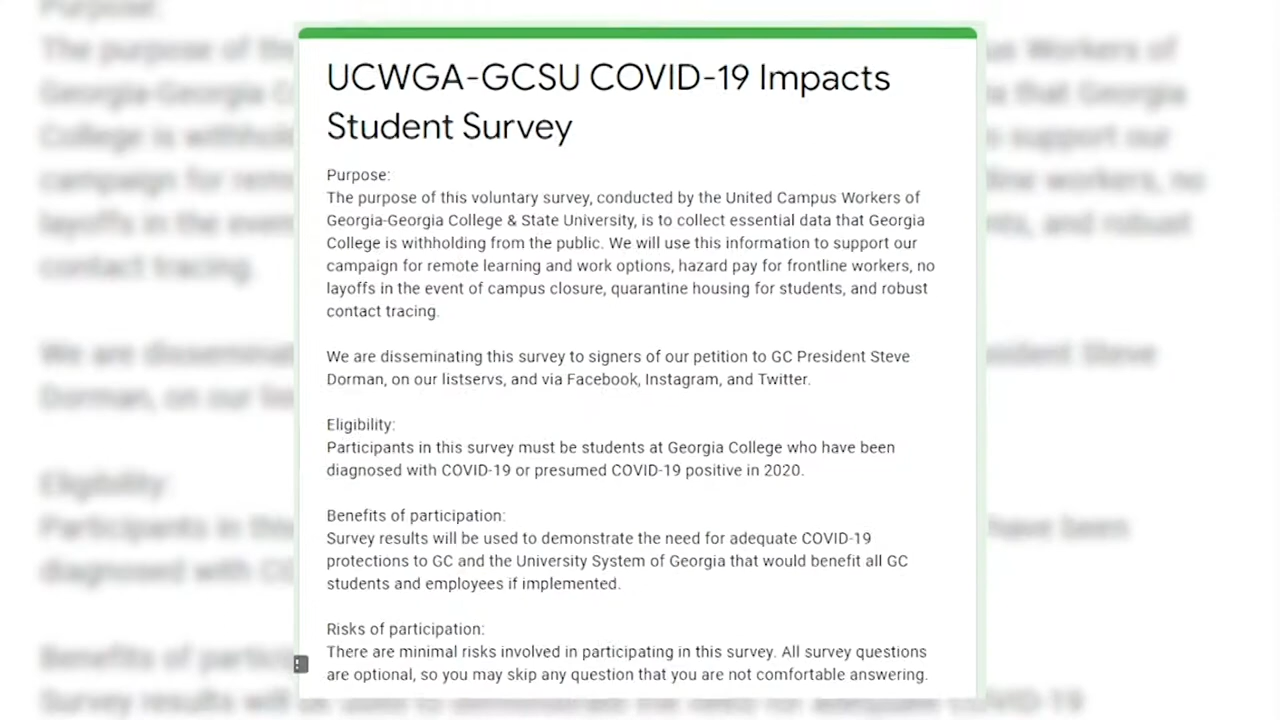 UCWGA-GCSU COVID-19 Impacts
Student Survey
Purpose:
The purpose of this voluntary survey, conducted by the United Campus Workers of
Georgia-Georgia College & State University, is to collect essential data that Georgia
College is withholding from the public. We will use this information to support our
campaign for remote learning and work options, hazard pay for frontline workers, no
layoffs in the event of campus closure, quarantine housing for students, and robust
contact tracing.
We are disseminating this survey to signers of our petition to GC President Steve
Dorman, on our listservs, and via Facebook, Instagram, and Twitter.
Eligibility:
Participants in this survey must be students at Georgia College who have been
diagnosed with COVID-19 or presumed COVID-19 positive in 2020.
Benefits of participation:
Survey results will be used to demonstrate the need for adequate COVID-19
protections to GC and the University System of Georgia that would benefit all GC
students and employees if implemented.
Risks of participation:
There are minimal risks involved in participating in this survey. All survey questions
are optional, so you may skip any question that you are not comfortable answering.